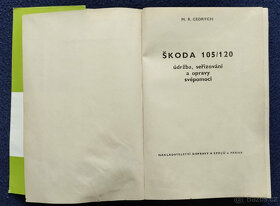 M. R. CEDRYCH
ŠKODA 105/120
údržba, seřizování
a opravy
svépomocí
NAKLADATELSTVÍ DOPRAVY A SPOJŮ • PRAHA